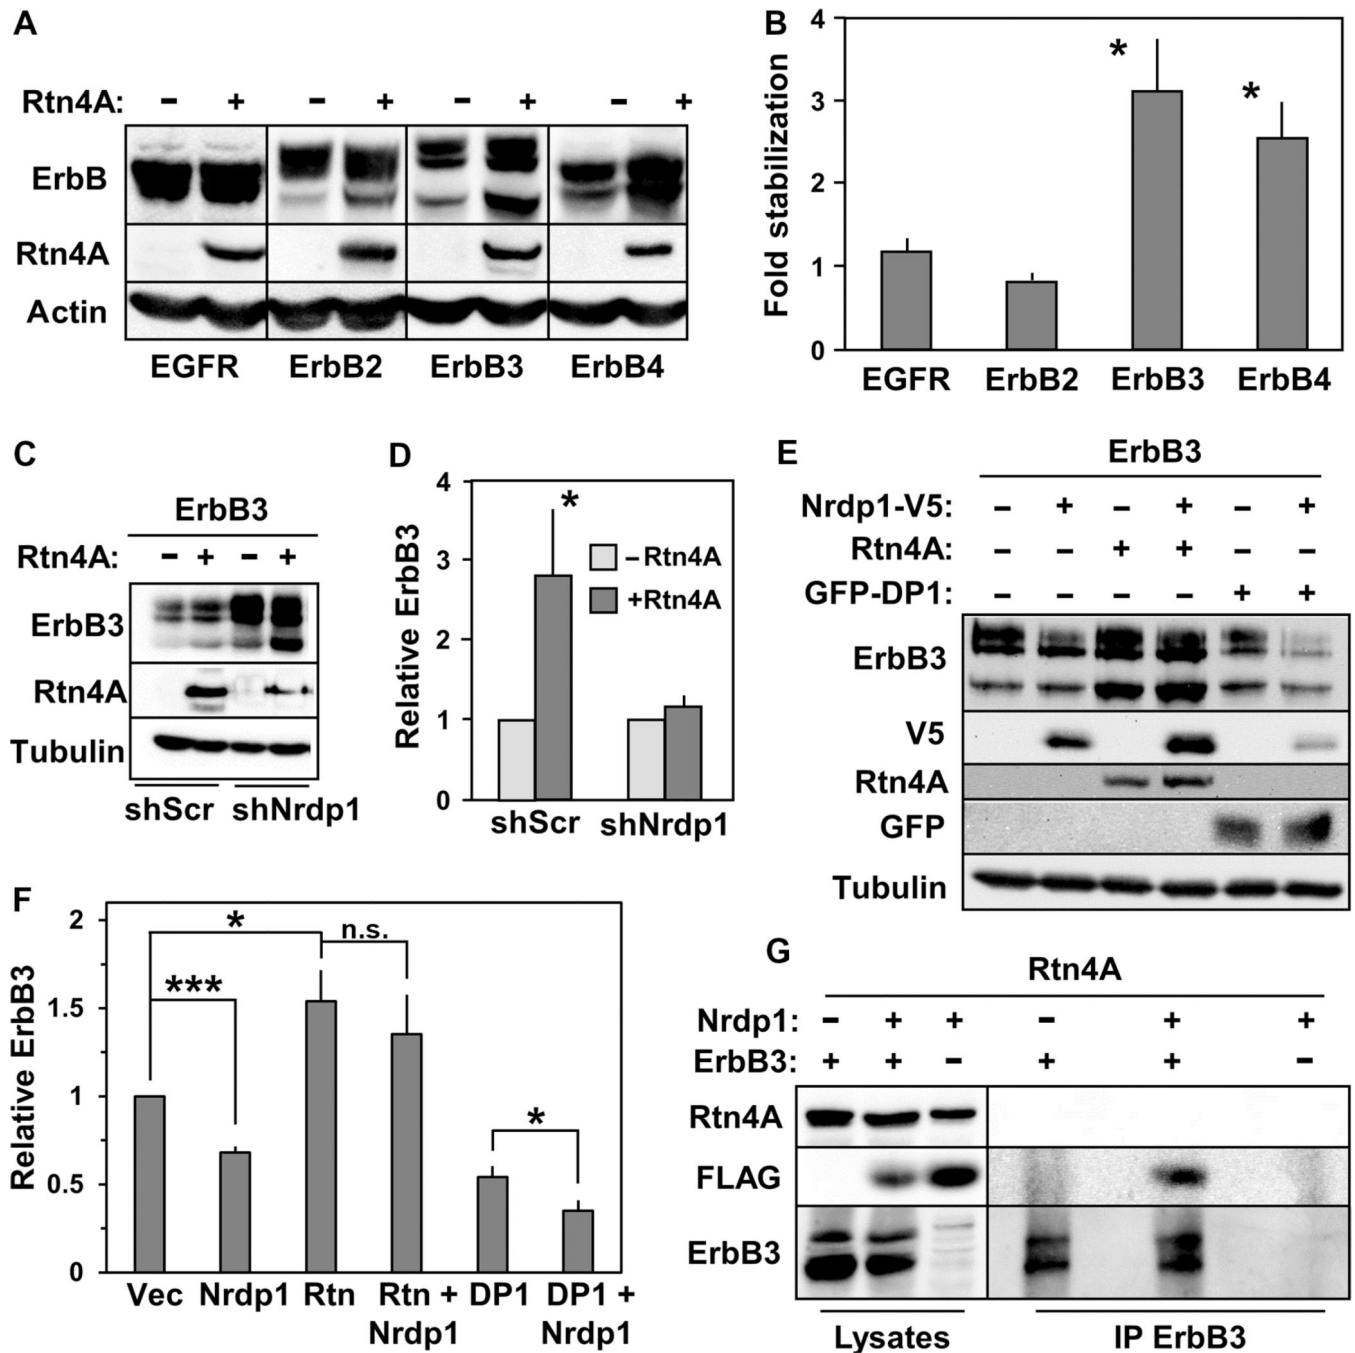 A
Rtn4A: – + – + – + – +
ErbB
Rtn4A
Actin
EGFR ErbB2 ErbB3 ErbB4
B
Fold stabilization
4
3
2
1
0
* *
EGFR ErbB2 ErbB3 ErbB4
C
ErbB3
Rtn4A: – + – +
ErbB3
Rtn4A
Tubulin
shScr shNrdp1
D
Relative ErbB3
4
3
2
1
0
*
–Rtn4A
+Rtn4A
shScr shNrdp1
E
ErbB3
Nrdp1-V5: – + – + – +
Rtn4A: – – + + – –
GFP-DP1: – – – – + +
ErbB3
V5
Rtn4A
GFP
Tubulin
F
Relative ErbB3
2
1.5
1
0.5
0
* n.s.
***
*
Vec Nrdp1 Rtn Rtn + DP1 DP1 +
Nrdp1 Nrdp1
G
Rtn4A
Nrdp1: – + + – + +
ErbB3: + + – + + –
Rtn4A
FLAG
ErbB3
Lysates IP ErbB3